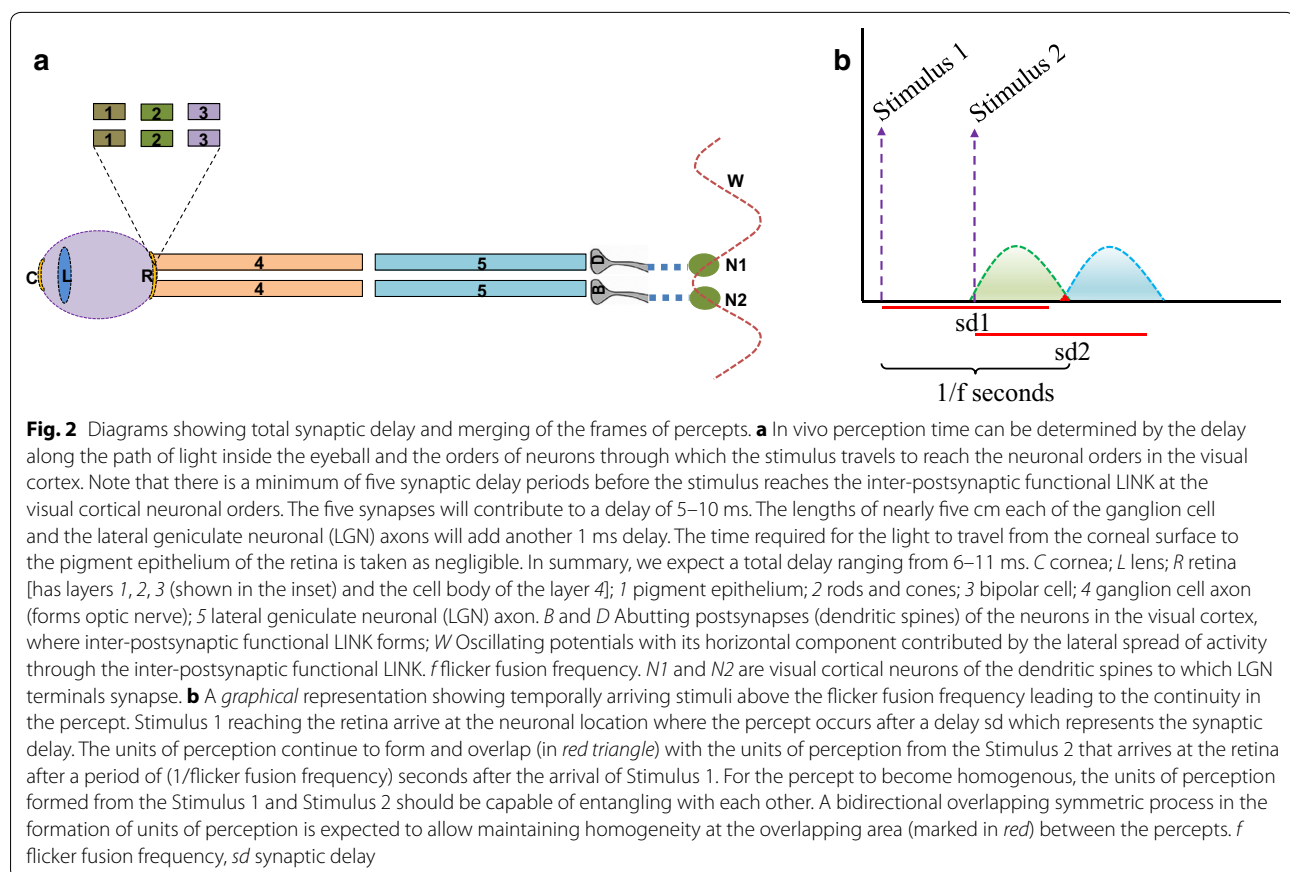 a
b
1 2 3
1 2 3
Stimulus 1
Stimulus 2
W
C
L
R
4
5
D
N1
4
5
B
N2
sd1
sd2
1/f seconds
Fig. 2 Diagrams showing total synaptic delay and merging of the frames of percepts. a In vivo perception time can be determined by the delay
along the path of light inside the eyeball and the orders of neurons through which the stimulus travels to reach the neuronal orders in the visual
cortex. Note that there is a minimum of five synaptic delay periods before the stimulus reaches the inter-postsynaptic functional LINK at the
visual cortical neuronal orders. The five synapses will contribute to a delay of 5–10 ms. The lengths of nearly five cm each of the ganglion cell
and the lateral geniculate neuronal (LGN) axons will add another 1 ms delay. The time required for the light to travel from the corneal surface to
the pigment epithelium of the retina is taken as negligible. In summary, we expect a total delay ranging from 6–11 ms. C cornea; L lens; R retina
[has layers 1, 2, 3 (shown in the inset) and the cell body of the layer 4]; 1 pigment epithelium; 2 rods and cones; 3 bipolar cell; 4 ganglion cell axon
(forms optic nerve); 5 lateral geniculate neuronal (LGN) axon. B and D Abutting postsynapses (dendritic spines) of the neurons in the visual cortex,
where inter-postsynaptic functional LINK forms; W Oscillating potentials with its horizontal component contributed by the lateral spread of activity
through the inter-postsynaptic functional LINK. f flicker fusion frequency. N1 and N2 are visual cortical neurons of the dendritic spines to which LGN
terminals synapse. b A graphical representation showing temporally arriving stimuli above the flicker fusion frequency leading to the continuity in
the percept. Stimulus 1 reaching the retina arrive at the neuronal location where the percept occurs after a delay sd which represents the synaptic
delay. The units of perception continue to form and overlap (in red triangle) with the units of perception from the Stimulus 2 that arrives at the retina
after a period of (1/flicker fusion frequency) seconds after the arrival of Stimulus 1. For the percept to become homogenous, the units of perception
formed from the Stimulus 1 and Stimulus 2 should be capable of entangling with each other. A bidirectional overlapping symmetric process in the
formation of units of perception is expected to allow maintaining homogeneity at the overlapping area (marked in red) between the percepts. f
flicker fusion frequency, sd synaptic delay